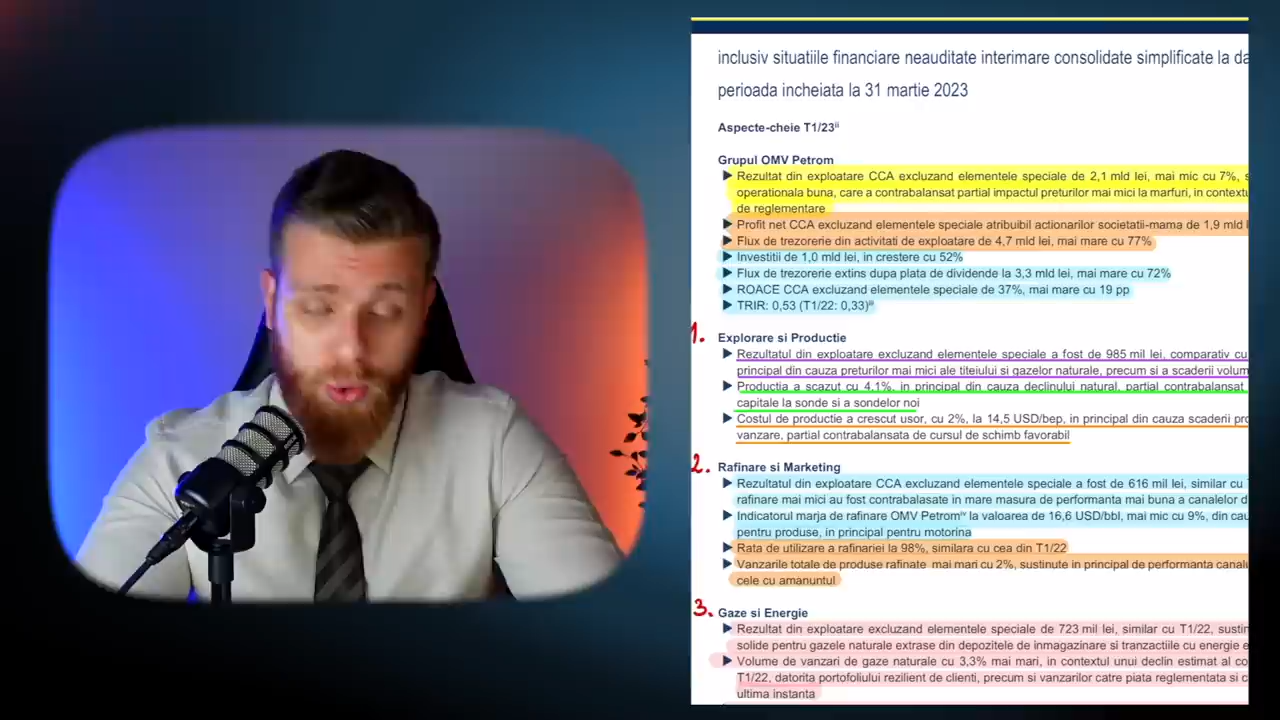 inclusiv situatiile financiare neauditate interimare consolidate simplificate la
perioada incheiata la 31 martie 2023
Aspecte-cheie T1/23ii
Grupul OMV Petrom
Rezultat din exploatare CCA excluzand elementele speciale de 2,1 mld lei, mai mic cu 7%,
operationala buna, care a contrabalansat partial impactul preturilor mai mici la marfuri, in
de reglementare
Profit net CCA excluzand elementele speciale atribuibil actionarilor societatii-mama de 1,9 mld
Flux de trezorerie din activitati de exploatare de 4,7 mld lei, mai mare cu 77%
Investitii de 1,0 mld lei, in crestere cu 52%
Flux de trezorerie extins dupa plata de dividende la 3,3 mld lei, mai mare cu 72%
ROACE CCA excluzand elementele speciale de 37%, mai mare cu 19 pp
TRIR: 0,53 (T1/22: 0,33)iii
1. Explorare si Productie
Rezultatul din exploatare excluzand elementele speciale a fost de 985 mil lei, comparativ cu
principal din cauza preturilor mai mici ale titeiului si gazelor naturale, precum si a scaderii
Productia a scazut cu 4,1%, in principal din cauza declinului natural, partial contrabalansat
capitale la sonde si a sondelor noi
Costul de productie a crescut usor, cu 2%, la 14,5 USD/bep, in principal din cauza scaderii
vanzare, partial contrabalansata de cursul de schimb favorabil
2. Rafinare si Marketing
Rezultatul din exploatare CCA excluzand elementele speciale a fost de 616 mil lei, similar cu
rafinare mai mici au fost contrabalasate in mare masura de performanta mai buna a canalelor
Indicatorul marja de rafinare OMV Petromiv la valoarea de 16,6 USD/bbl, mai mic cu 9%, din
pentru produse, in principal pentru motorina
Rata de utilizare a rafinariei la 98%, similara cu cea din T1/22
Vanzarile totale de produse rafinate mai mari cu 2%, sustinute in principal de performanta
cele cu amanuntul
3. Gaze si Energie
Rezultat din exploatare excluzand elementele speciale de 723 mil lei, similar cu T1/22,
solide pentru gazele naturale extrase din depozitele de inmagazinare si tranzactiile cu energie
Volume de vanzari de gaze naturale cu 3,3% mai mari, in contextul unui declin estimat al
T1/22, datorita portofoliului rezilient de clienti, precum si vanzarilor catre piata reglementata si
ultima instanta